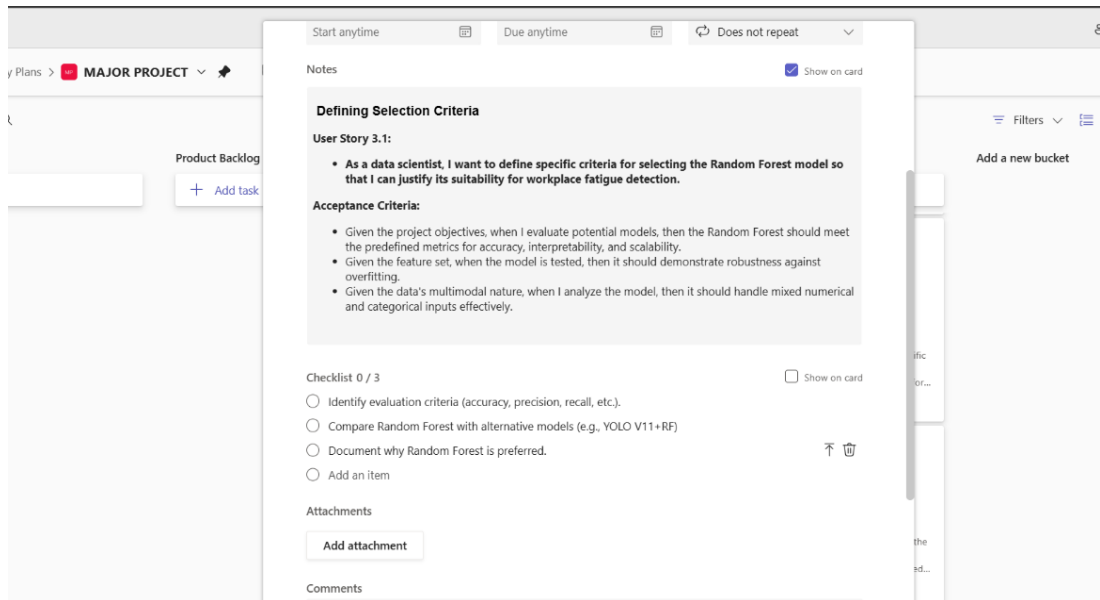 Start anytime
Due anytime
Does not repeat
y Plans > MP MAJOR PROJECT
Notes
Show on card
Defining Selection Criteria
User Story 3.1:
• As a data scientist, I want to define specific criteria for selecting the Random Forest model so
that I can justify its suitability for workplace fatigue detection.
Acceptance Criteria:
• Given the project objectives, when I evaluate potential models, then the Random Forest should meet
the predefined metrics for accuracy, interpretability, and scalability.
• Given the feature set, when the model is tested, then it should demonstrate robustness against
overfitting.
• Given the data's multimodal nature, when I analyze the model, then it should handle mixed numerical
and categorical inputs effectively.
Filters
Product Backlog
Add a new bucket
+ Add task
Checklist 0 / 3
Show on card
Identify evaluation criteria (accuracy, precision, recall, etc.).
Compare Random Forest with alternative models (e.g., YOLO V11+RF)
Document why Random Forest is preferred.
Add an item
Attachments
Add attachment
Comments
ific
or...
the
ed...